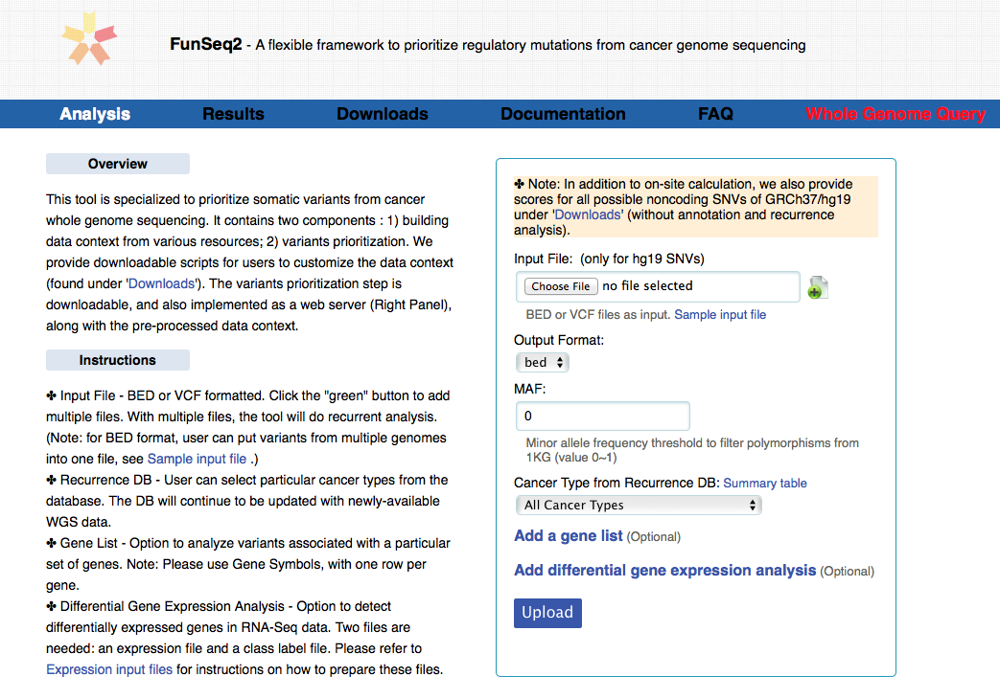 FunSeq2 - A flexible framework to prioritize regulatory mutations from cancer genome sequencing
Analysis Results Downloads Documentation FAQ Whole Genome Query
Overview
This tool is specialized to prioritize somatic variants from cancer
whole genome sequencing. It contains two components : 1) building
data context from various resources; 2) variants prioritization. We
provide downloadable scripts for users to customize the data context
(found under 'Downloads'). The variants prioritization step is
downloadable, and also implemented as a web server (Right Panel),
along with the pre-processed data context.
Instructions
✤ Input File - BED or VCF formatted. Click the "green" button to add
multiple files. With multiple files, the tool will do recurrent analysis.
(Note: for BED format, user can put variants from multiple genomes
into one file, see Sample input file .)
✤ Recurrence DB - User can select particular cancer types from the
database. The DB will continue to be updated with newly-available
WGS data.
✤ Gene List - Option to analyze variants associated with a particular
set of genes. Note: Please use Gene Symbols, with one row per
gene.
✤ Differential Gene Expression Analysis - Option to detect
differentially expressed genes in RNA-Seq data. Two files are
needed: an expression file and a class label file. Please refer to
Expression input files for instructions on how to prepare these files.
✤ Note: In addition to on-site calculation, we also provide
scores for all possible noncoding SNVs of GRCh37/hg19
under 'Downloads' (without annotation and recurrence
analysis).
Input File: (only for hg19 SNVs)
Choose File no file selected
BED or VCF files as input. Sample input file
Output Format:
bed
MAF:
0
Minor allele frequency threshold to filter polymorphisms from
1KG (value 0~1)
Cancer Type from Recurrence DB: Summary table
All Cancer Types
Add a gene list (Optional)
Add differential gene expression analysis (Optional)
Upload